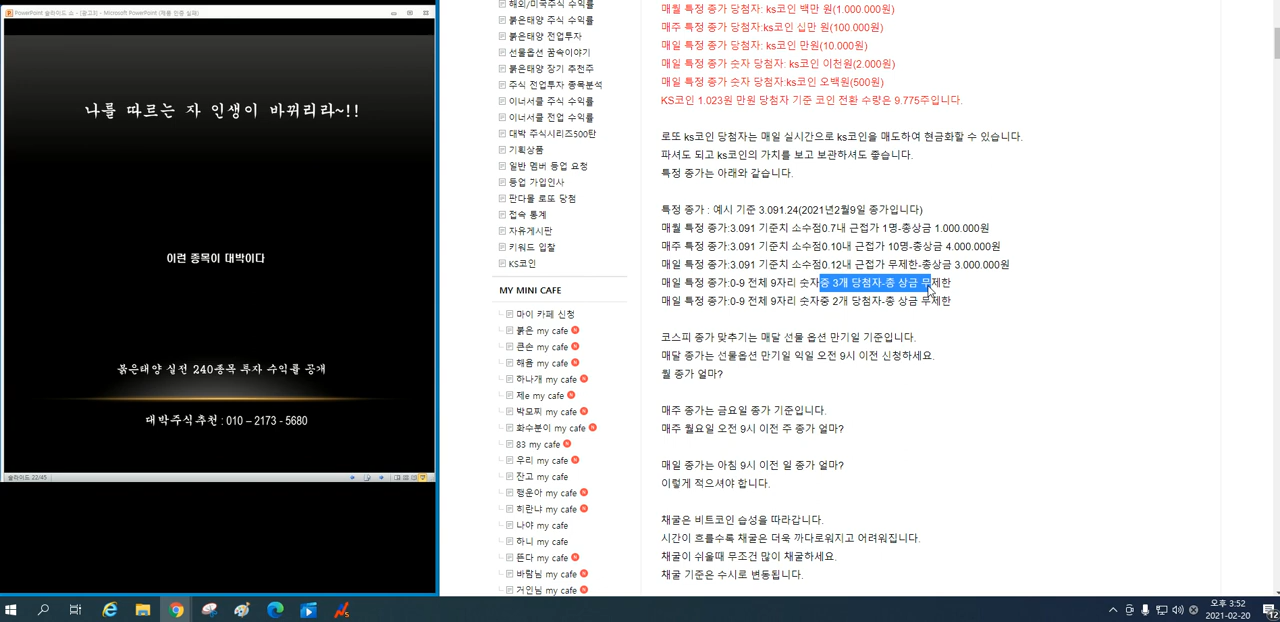 PowerPoint 슬라이드 쇼 - [광고치] - Microsoft PowerPoint (제품 인증 실패)
나를 따르는 자 인생이 바뀌리라~!!
이런 종목이 대박이다
붉은태양 실전 240종목 투자 수익률 공개
대박주식추천 : 010 – 2173 - 5680
슬라이드 22/45
해외/미국주식 수익률
붉은태양 주식 수익률
붉은태양 전업투자
선물옵션 꿈속이야기
붉은태양 장기 추천주
주식 전업투자 종목분석
이너서클 주식 수익률
이너서클 전업 수익률
대박 주식시리즈500탄
기획상품
일반 멤버 등업 요청
등업 가입인사
판다물 로또 당첨
접속 통계
자유게시판
키워드 입찰
KS코인
MY MINI CAFE
마이 카페 신청
붉은 my cafe
큰손 my cafe
해음 my cafe
하나개 my cafe
제e my cafe
박모찌 my cafe
화수분이 my cafe
83 my cafe
우리 my cafe
잔고 my cafe
행운아 my cafe
히란냐 my cafe
나야 my cafe
하니 my cafe
뜬다 my cafe
바람님 my cafe
거인님 my cafe
매월 특정 종가 당첨자: ks코인 백만 원(1.000.000원)
매주 특정 종가 당첨자:ks코인 십만 원(100.000원)
매일 특정 종가 당첨자: ks코인 만원(10.000원)
매일 특정 종가 숫자 당첨자: ks코인 이천원(2.000원)
매일 특정 종가 숫자 당첨자:ks코인 오백원(500원)
KS코인 1.023원 만원 당첨자 기준 코인 전환 수량은 9.775주입니다.
로또 ks코인 당첨자는 매일 실시간으로 ks코인을 매도하여 현금화할 수 있습니다.
파셔도 되고 ks코인의 가치를 보고 보관하셔도 좋습니다.
특정 종가는 아래와 같습니다.
특정 종가 : 예시 기준 3.091.24(2021년2월9일 종가입니다)
매월 특정 종가:3.091 기준치 소수점0.7내 근접가 1명-종상금 1.000.000원
매주 특정 종가:3.091 기준치 소수점0.10내 근접가 10명-종상금 4.000.000원
매일 특정 종가:3.091 기준치 소수점0.12내 근접가 무제한-종상금 3.000.000원
매일 특정 종가:0-9 전체 9자리 숫자중 3개 당첨자-종 상금 무제한
매일 특정 종가:0-9 전체 9자리 숫자중 2개 당첨자-종 상금 무제한
코스피 종가 맞추기는 매달 선물 옵션 만기일 기준입니다.
매달 종가는 선물옵션 만기일 익일 오전 9시 이전 신청하세요.
월 종가 얼마?
매주 종가는 금요일 종가 기준입니다.
매주 월요일 오전 9시 이전 주 종가 얼마?
매일 종가는 아침 9시 이전 일 종가 얼마?
이렇게 적으셔야 합니다.
채굴은 비트코인 습성을 따라갑니다.
시간이 흐를수록 채굴은 더욱 까다로워지고 어려워집니다.
채굴이 쉬울때 무조건 많이 채굴하세요.
채굴 기준은 수시로 변동됩니다.
오후 3:52
2021-02-20
12